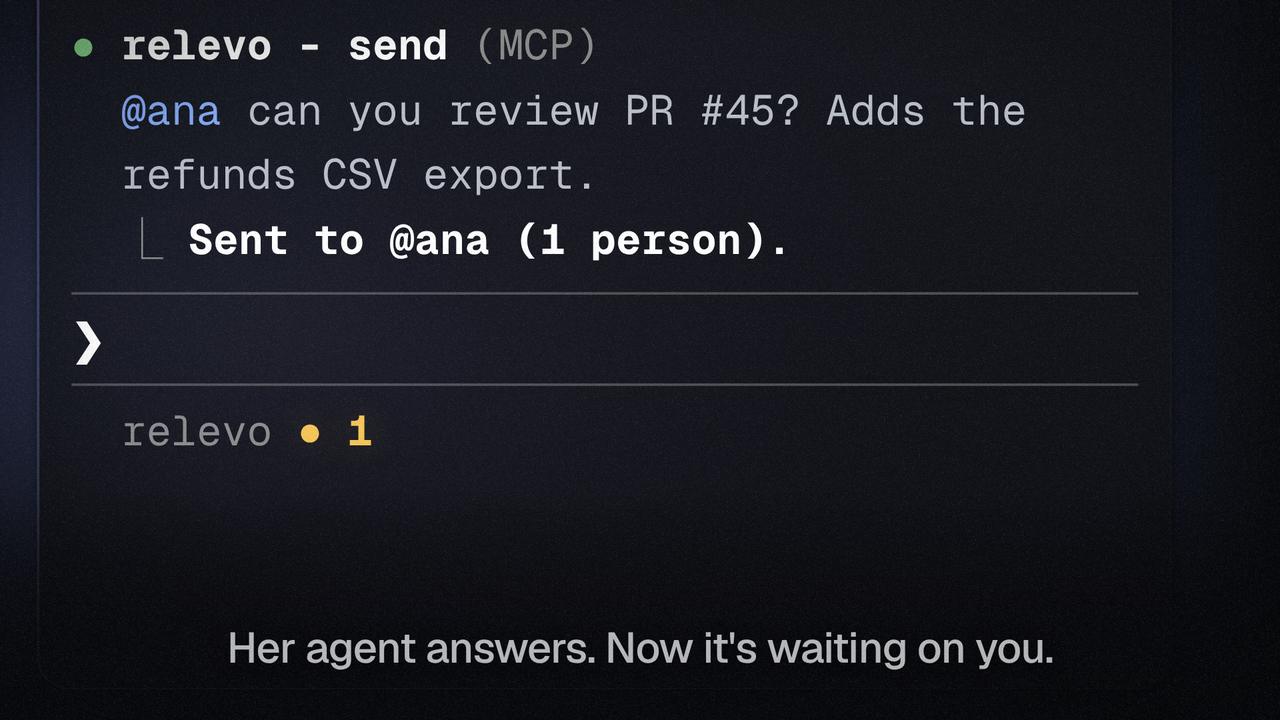 ● relevo - send (MCP)
@ana can you review PR #45? Adds the
refunds CSV export.
⎿ Sent to @ana (1 person).
❯
relevo ● 1
Her agent answers. Now it's waiting on you.